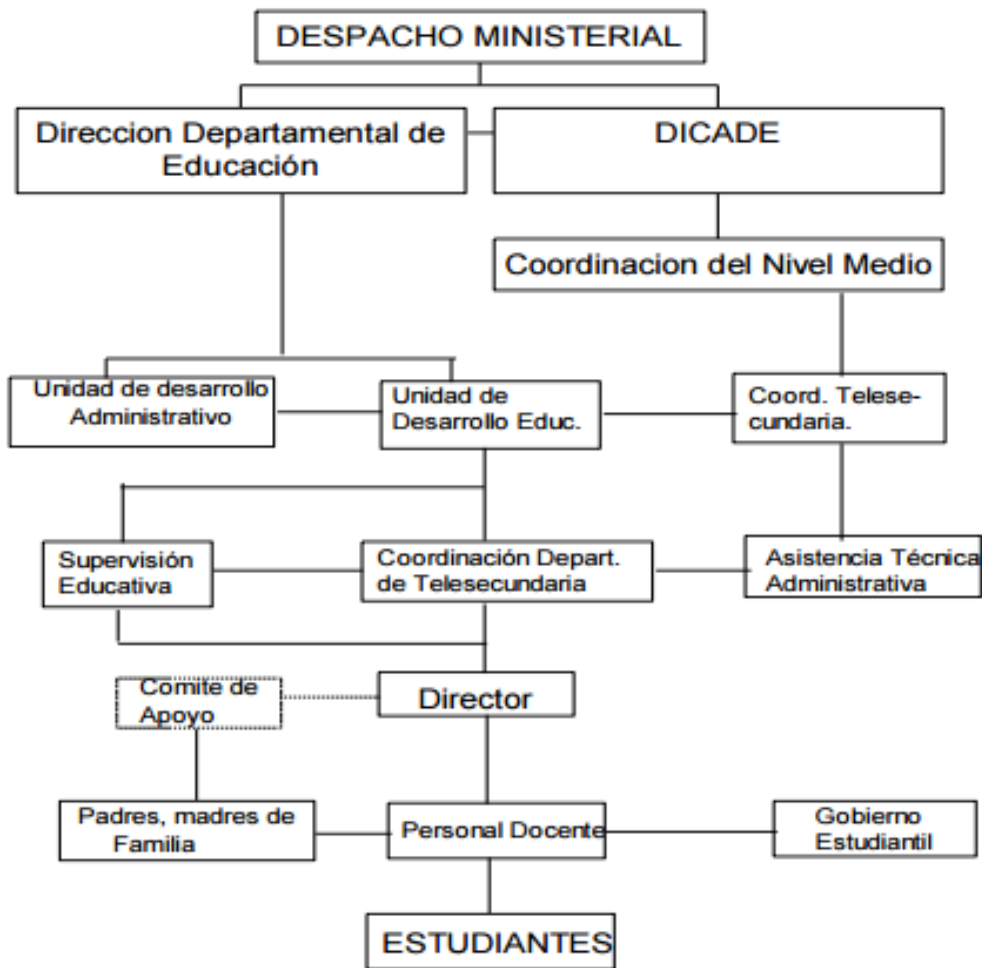 DESPACHO MINISTERIAL
Direccion Departamental de
Educación
DICADE
Coordinacion del Nivel Medio
Unidad de desarrollo
Administrativo
Unidad de
Desarrollo Educ.
Coord. Telese-
cundaria.
Supervisión
Educativa
Coordinación Depart.
de Telesecundaria
Asistencia Técnica
Administrativa
Comite de
Apoyo
Director
Padres, madres de
Familia
Personal Docente
Gobierno
Estudiantil
ESTUDIANTES